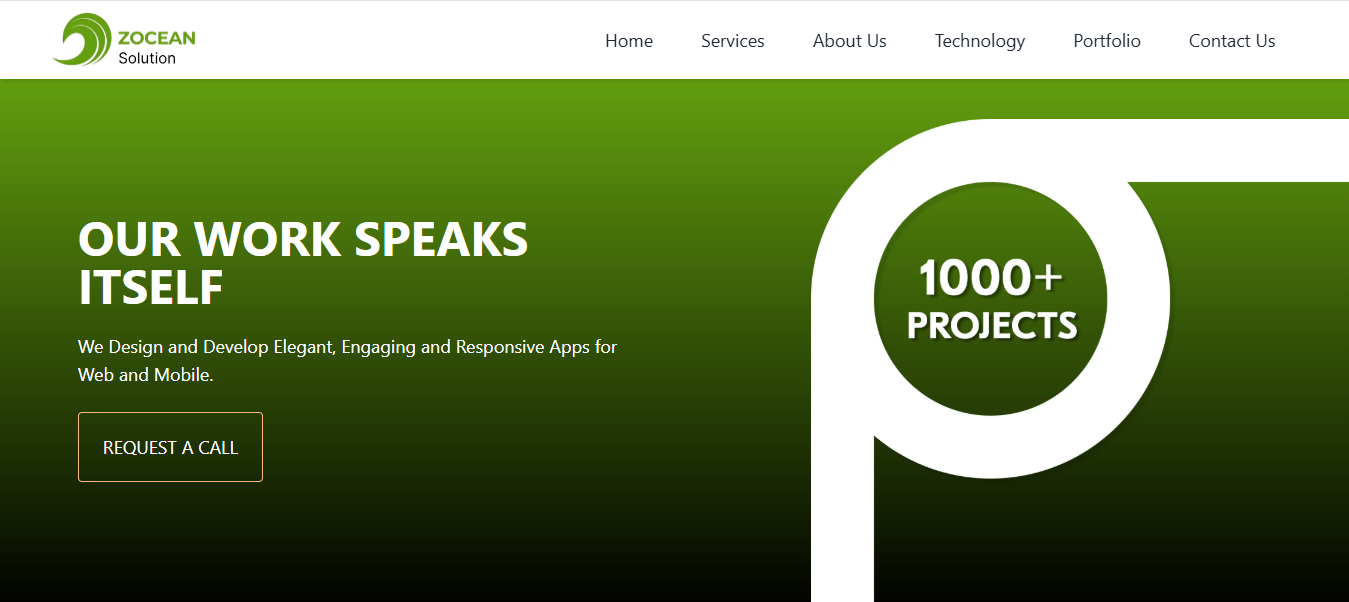 ZOCEAN
Solution
Home Services About Us Technology Portfolio Contact Us
OUR WORK SPEAKS
ITSELF
We Design and Develop Elegant, Engaging and Responsive Apps for
Web and Mobile.
REQUEST A CALL
1000+
PROJECTS